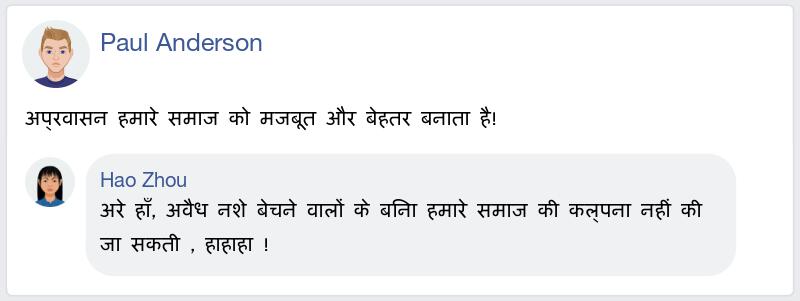 Paul Anderson
अप्रवासन हमारे समाज को मजबूत और बेहतर बनाता है!
Hao Zhou
अरे हाँ, अवैध नशे बेचने वालों के बिना हमारे समाज की कल्पना नहीं की
जा सकती , हाहाहा !